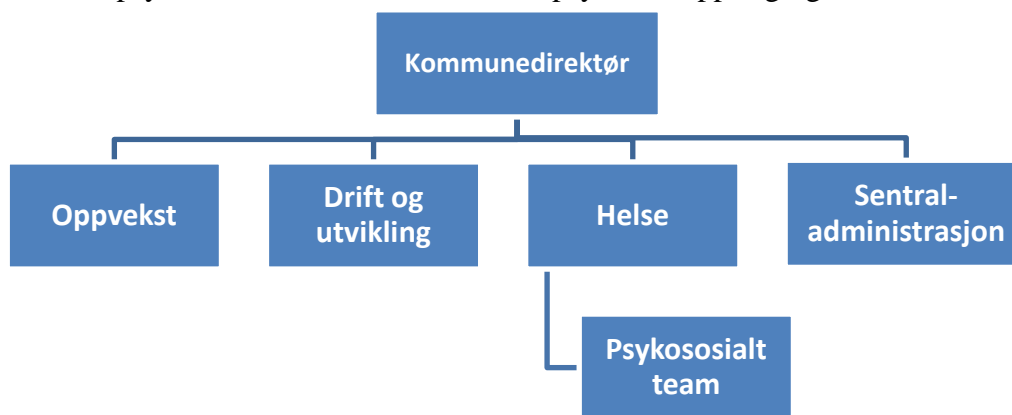 Kommunedirektør
Oppvekst
Drift og
utvikling
Helse
Sentral-
administrasjon
Psykososialt
team